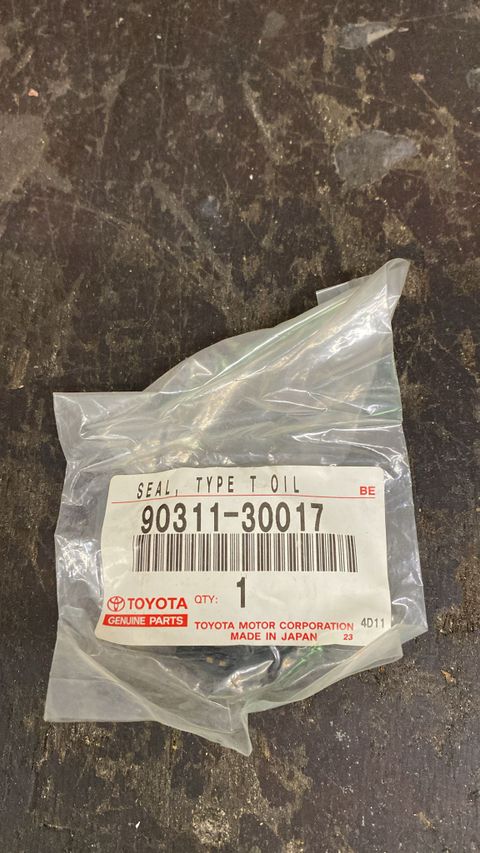 SEAL, TYPE T OIL
BE
90311-30017
TOYOTA
GENUINE PARTS
QTY: 1
TOYOTA MOTOR CORPORATION 4D11
MADE IN JAPAN 23